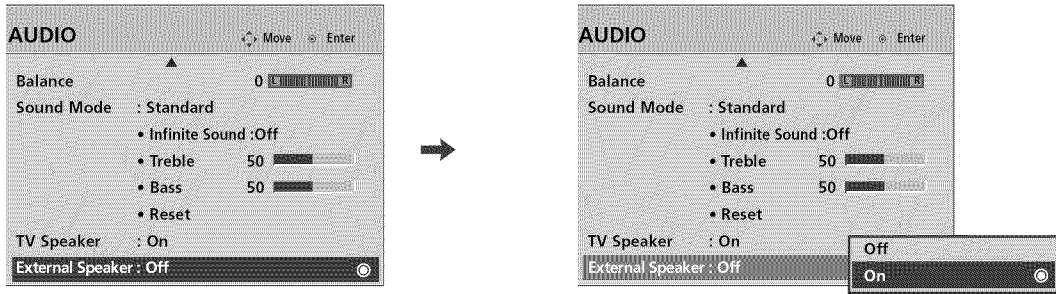 AUDIO Move Enter
Balance 0 L R
Sound Mode : Standard
• Infinite Sound :Off
• Treble 50
• Bass 50
• Reset
TV Speaker : On
External Speaker : Off
AUDIO Move Enter
Balance 0 L R
Sound Mode : Standard
• Infinite Sound :Off
• Treble 50
• Bass 50
• Reset
TV Speaker : On
External Speaker : Off
Off
On